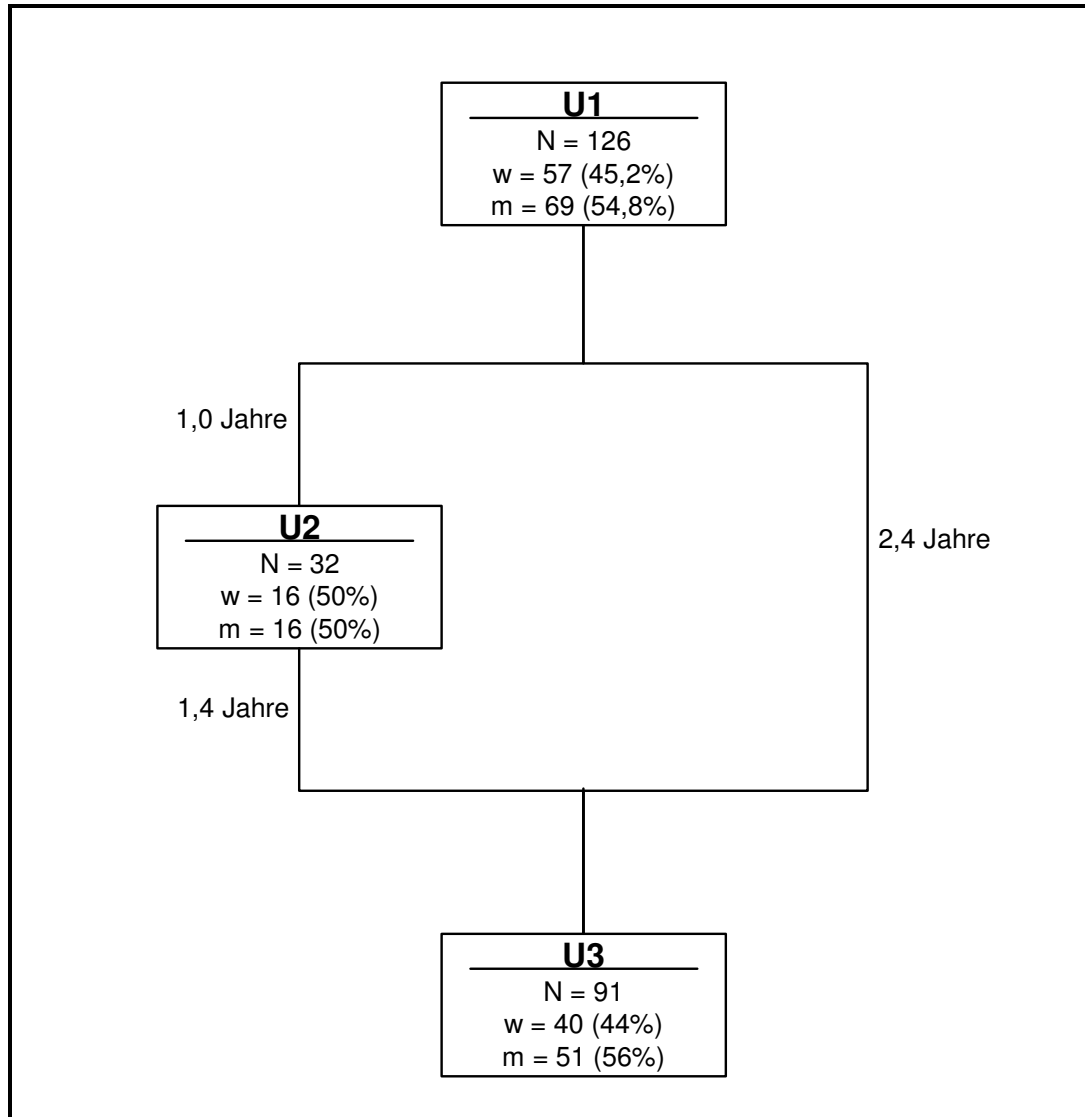 U1
N = 126
w = 57 (45,2%)
m = 69 (54,8%)
1,0 Jahre
U2
N = 32
w = 16 (50%)
m = 16 (50%)
2,4 Jahre
1,4 Jahre
U3
N = 91
w = 40 (44%)
m = 51 (56%)